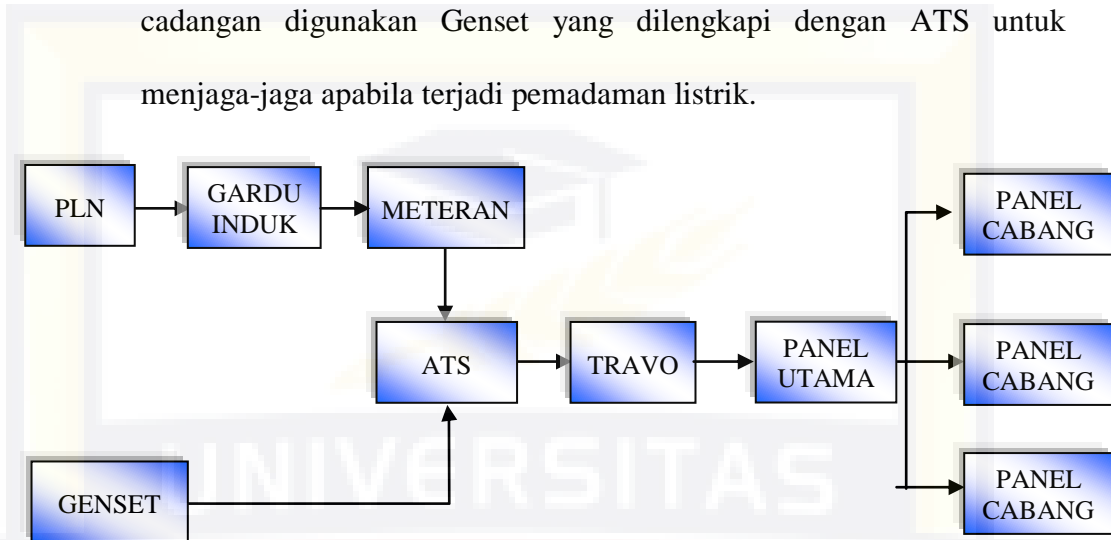 cadangan digunakan Genset yang dilengkapi dengan ATS untuk
menjaga-jaga apabila terjadi pemadaman listrik.
PLN
GARDU
INDUK
METERAN
PANEL
CABANG
ATS
TRAVO
PANEL
UTAMA
PANEL
CABANG
GENSET
PANEL
CABANG
UNIVERSITAS